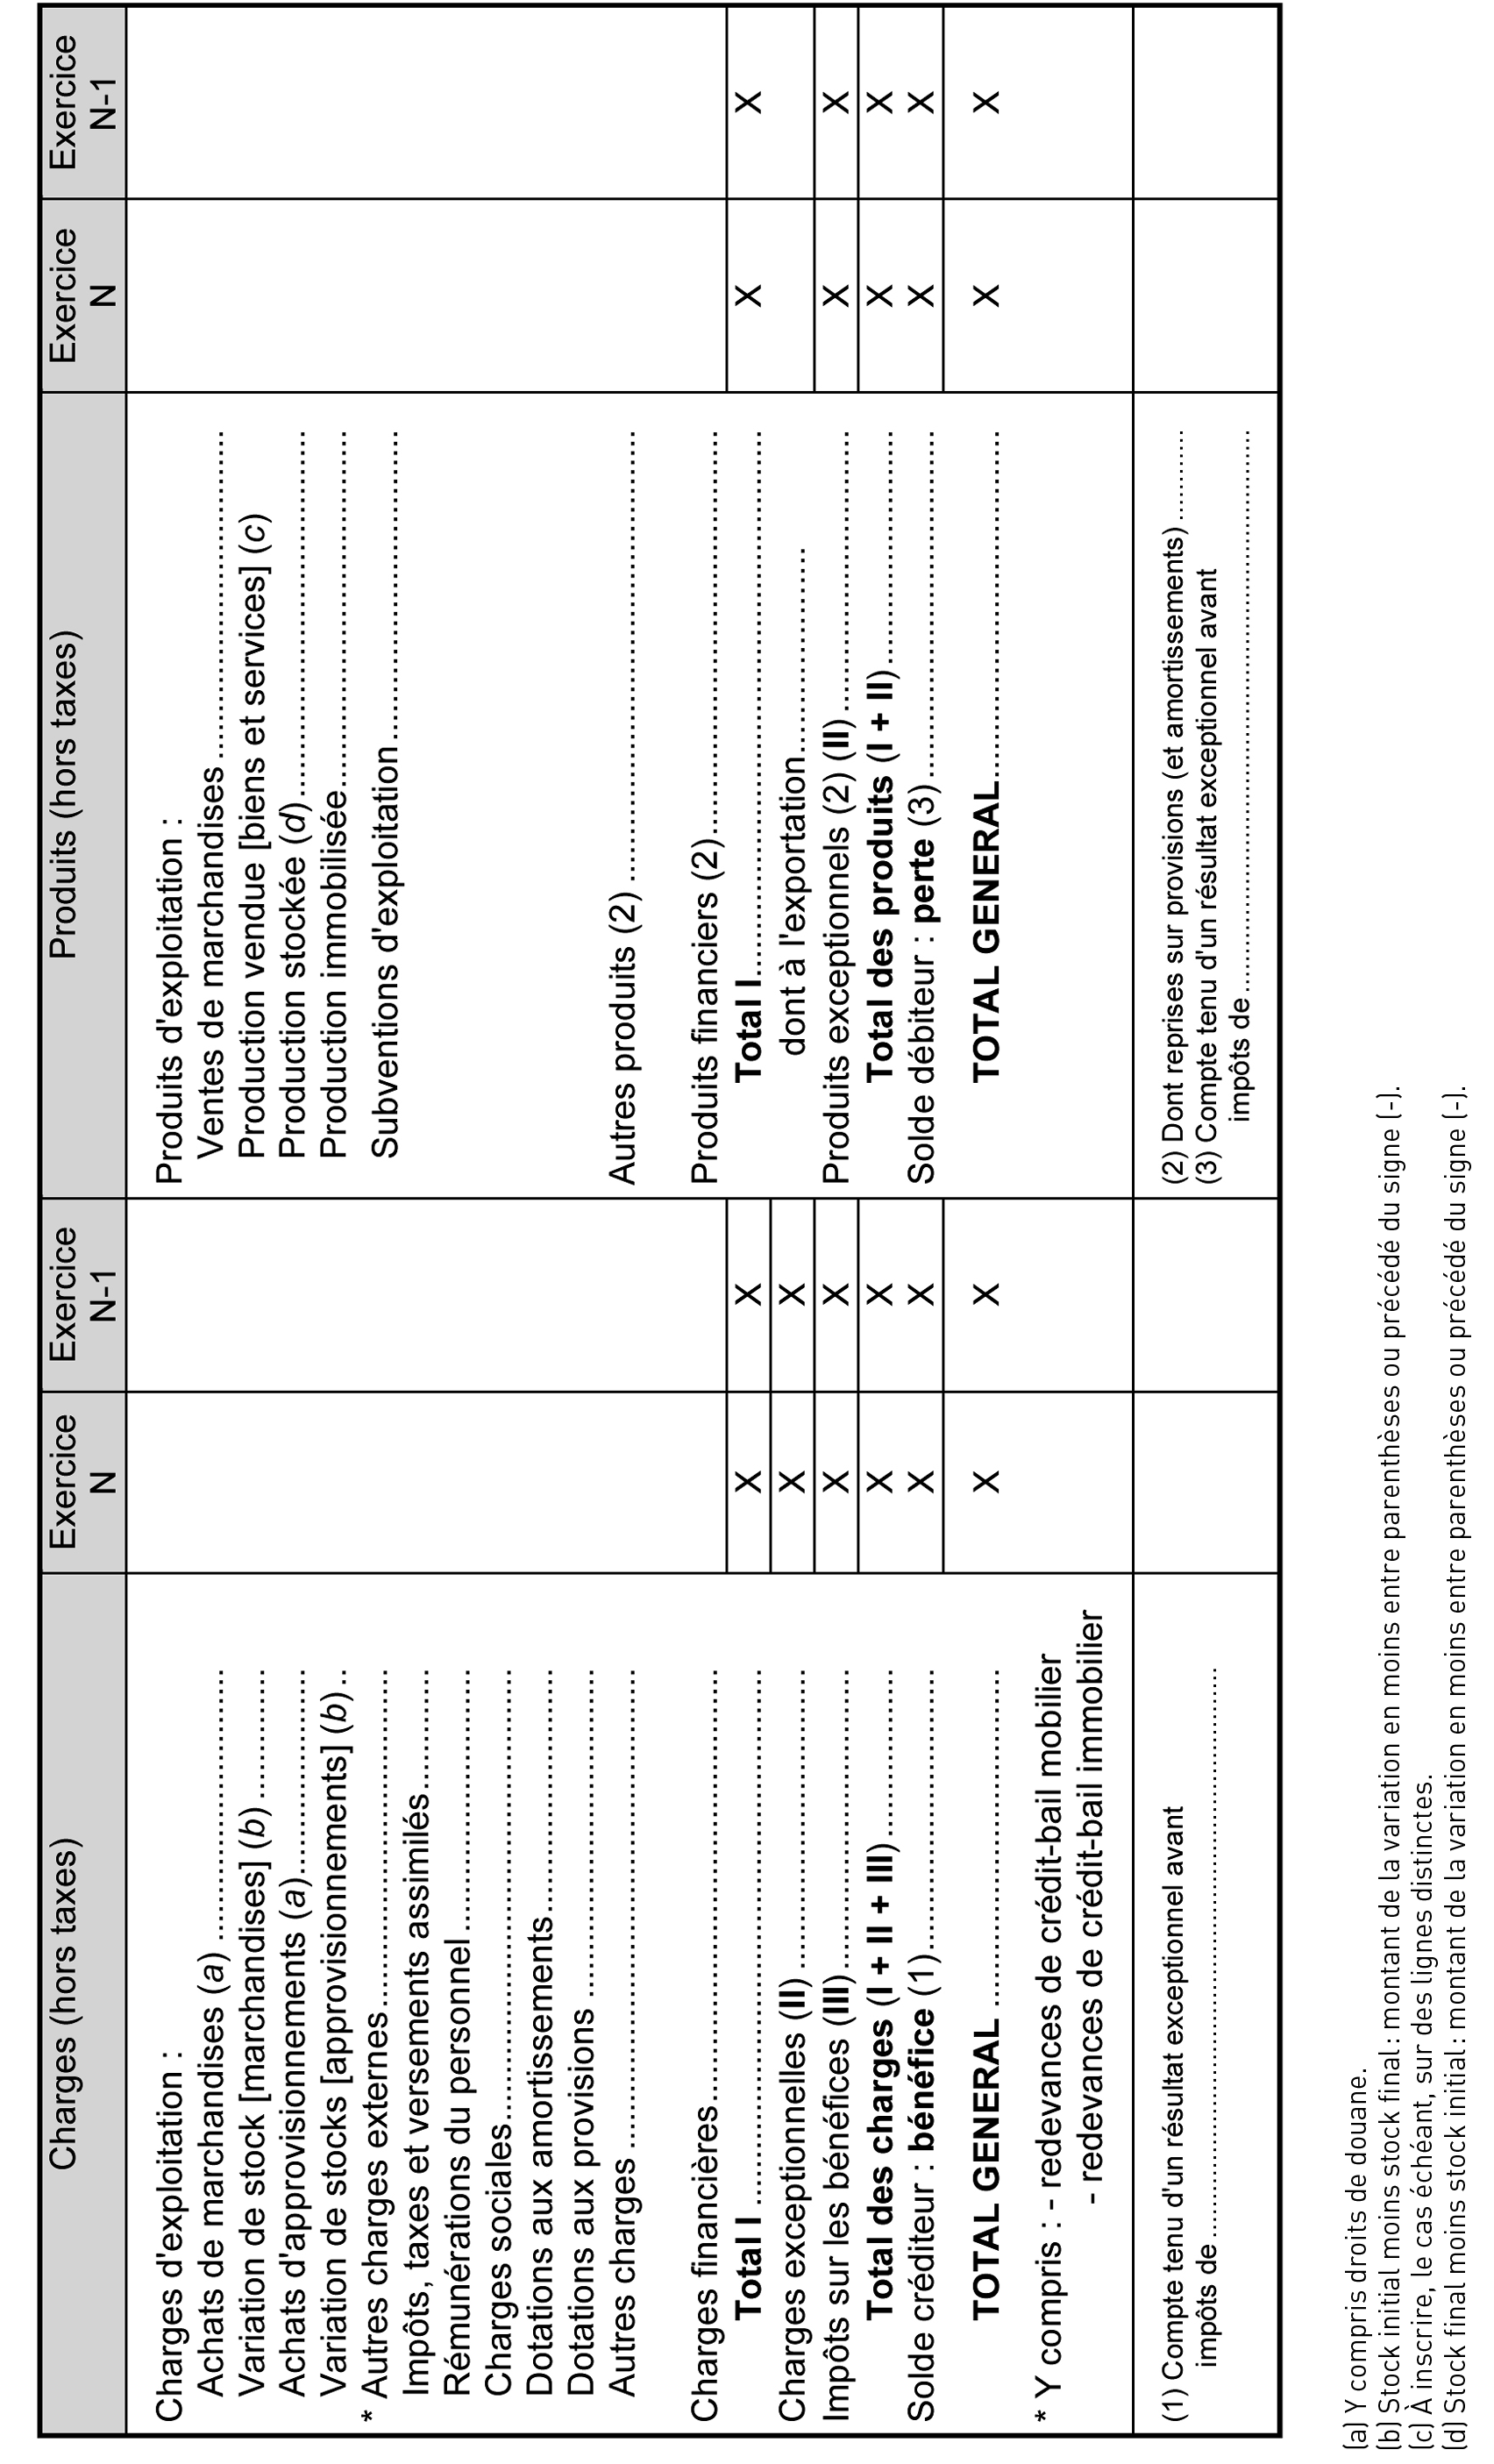 Charges (hors taxes)
Exercice
N
Exercice
N-1
Produits (hors taxes)
Exercice
N
Exercice
N-1
Charges d'exploitation :
Achats de marchandises (a)
Variation de stock [marchandises] (b)
Achats d'approvisionnements (a)
Variation de stocks [approvisionnements] (b)
* Autres charges externes
Impôts, taxes et versements assimilés
Rémunérations du personnel
Charges sociales
Dotations aux amortissements
Dotations aux provisions
Autres charges
Charges financières
Total I
X
X
Charges exceptionnelles (II)
X
X
Impôts sur les bénéfices (III)
X
X
Total des charges (I + II + III)
X
X
Solde créditeur : bénéfice (1)
X
X
TOTAL GENERAL
X
X
* Y compris : - redevances de crédit-bail mobilier
- redevances de crédit-bail immobilier
Produits d'exploitation :
Ventes de marchandises
Production vendue [biens et services] (c)
Production stockée (d)
Production immobilisée
Subventions d'exploitation
Autres produits (2)
Produits financiers (2)
Total I
X
X
dont à l'exportation
Produits exceptionnels (2) (II)
X
X
Total des produits (I + II)
X
X
Solde débiteur : perte (3)
X
X
TOTAL GENERAL
X
X
(1) Compte tenu d'un résultat exceptionnel avant
impôts de
(2) Dont reprises sur provisions (et amortissements)
(3) Compte tenu d'un résultat exceptionnel avant
impôts de
(a) Y compris droits de douane.
(b) Stock initial moins stock final : montant de la variation en moins entre parenthèses ou précédé du signe (-).
(c) À inscrire, le cas échéant, sur des lignes distinctes.
(d) Stock final moins stock initial : montant de la variation en moins entre parenthèses ou précédé du signe (-).